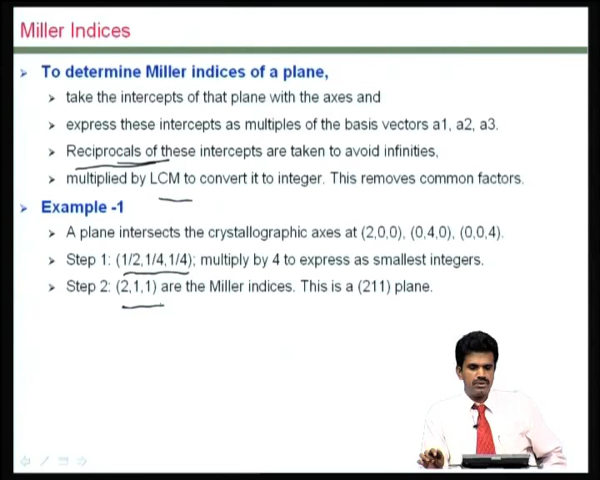 Miller Indices
To determine Miller indices of a plane,
take the intercepts of that plane with the axes and
express these intercepts as multiples of the basis vectors a1, a2, a3.
Reciprocals of these intercepts are taken to avoid infinities,
multiplied by LCM to convert it to integer. This removes common factors.
Example -1
A plane intersects the crystallographic axes at (2,0,0), (0,4,0), (0,0,4).
Step 1: (1/2,1/4,1/4); multiply by 4 to express as smallest integers.
Step 2: (2,1,1) are the Miller indices. This is a (211) plane.